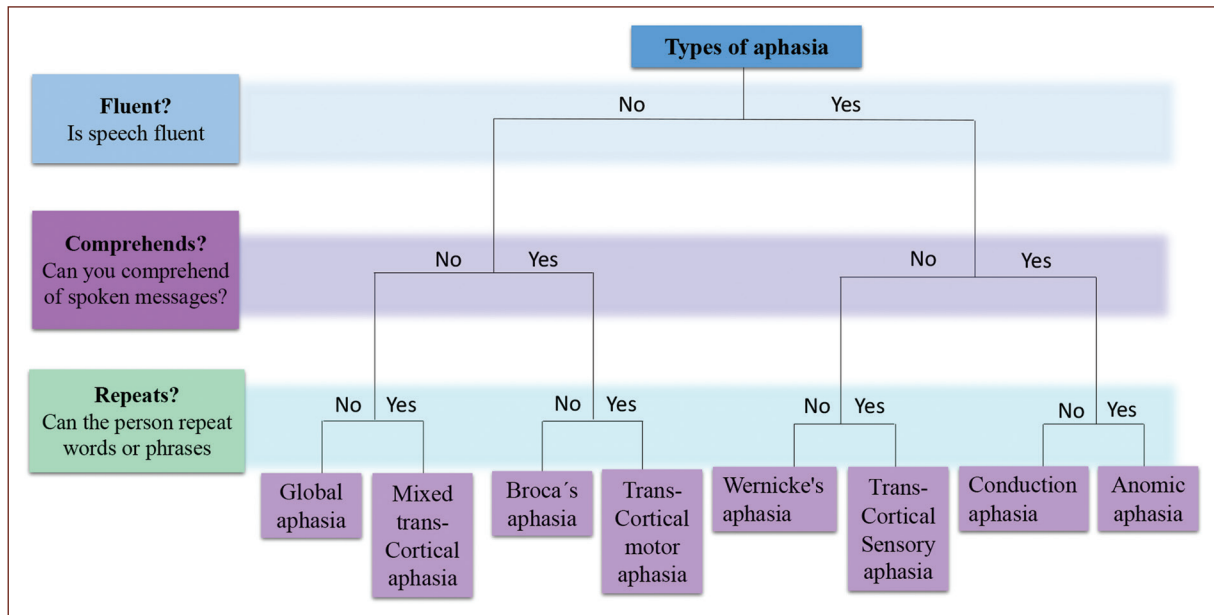 Types of aphasia
Fluent?
Is speech fluent
No Yes
Comprehends?
Can you comprehend
of spoken messages?
No Yes No Yes
Repeats?
Can the person repeat
words or phrases
No Yes No Yes No Yes No Yes
Global
aphasia
Mixed
trans-
Cortical
aphasia
Broca´s
aphasia
Trans-
Cortical
motor
aphasia
Wernicke's
aphasia
Trans-
Cortical
Sensory
aphasia
Conduction
aphasia
Anomic
aphasia